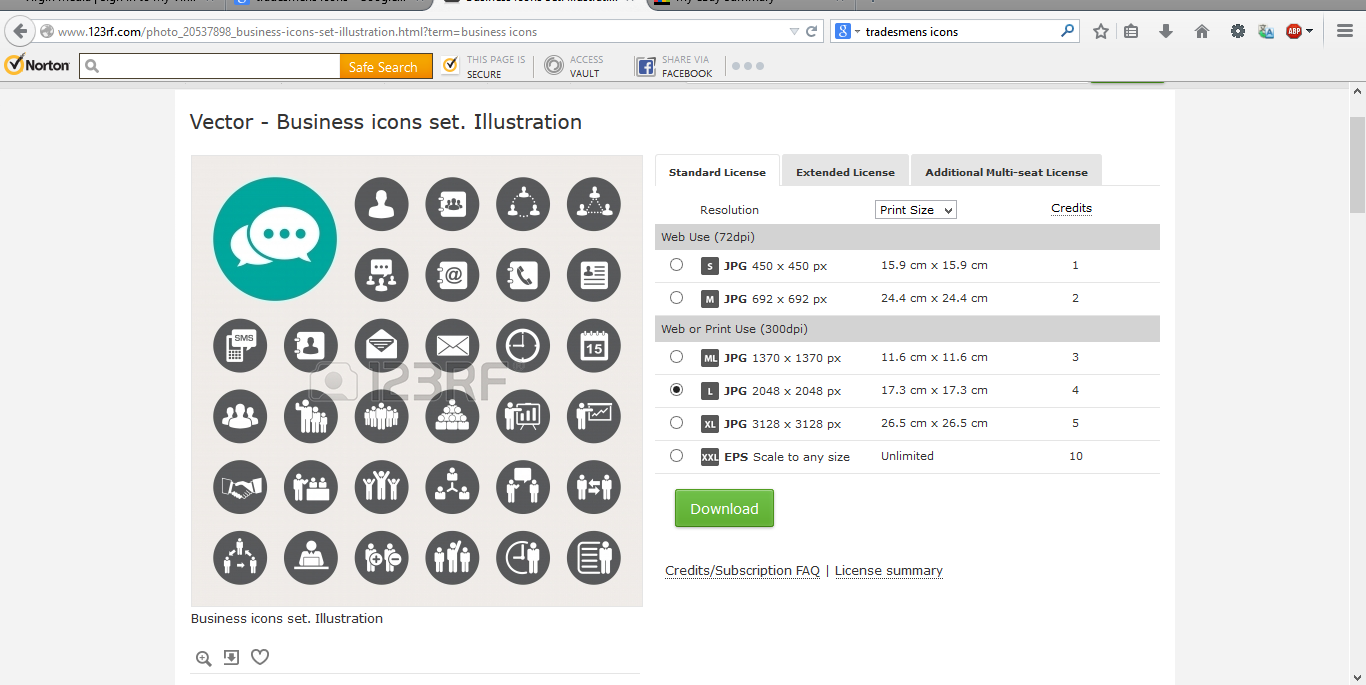 www.123rf.com/photo_20537898_business-icons-set-illustration.html?term=business icons
tradesmens icons
ABP
Norton
Safe Search
THIS PAGE IS
SECURE
ACCESS
VAULT
SHARE VIA
FACEBOOK
Vector - Business icons set. Illustration
SMS
15
123RF
Business icons set. Illustration
Standard License
Extended License
Additional Multi-seat License
Resolution
Print Size
Credits
Web Use (72dpi)
S JPG 450 x 450 px 15.9 cm x 15.9 cm 1
M JPG 692 x 692 px 24.4 cm x 24.4 cm 2
Web or Print Use (300dpi)
ML JPG 1370 x 1370 px 11.6 cm x 11.6 cm 3
L JPG 2048 x 2048 px 17.3 cm x 17.3 cm 4
XL JPG 3128 x 3128 px 26.5 cm x 26.5 cm 5
XXL EPS Scale to any size Unlimited 10
Download
Credits/Subscription FAQ | License summary